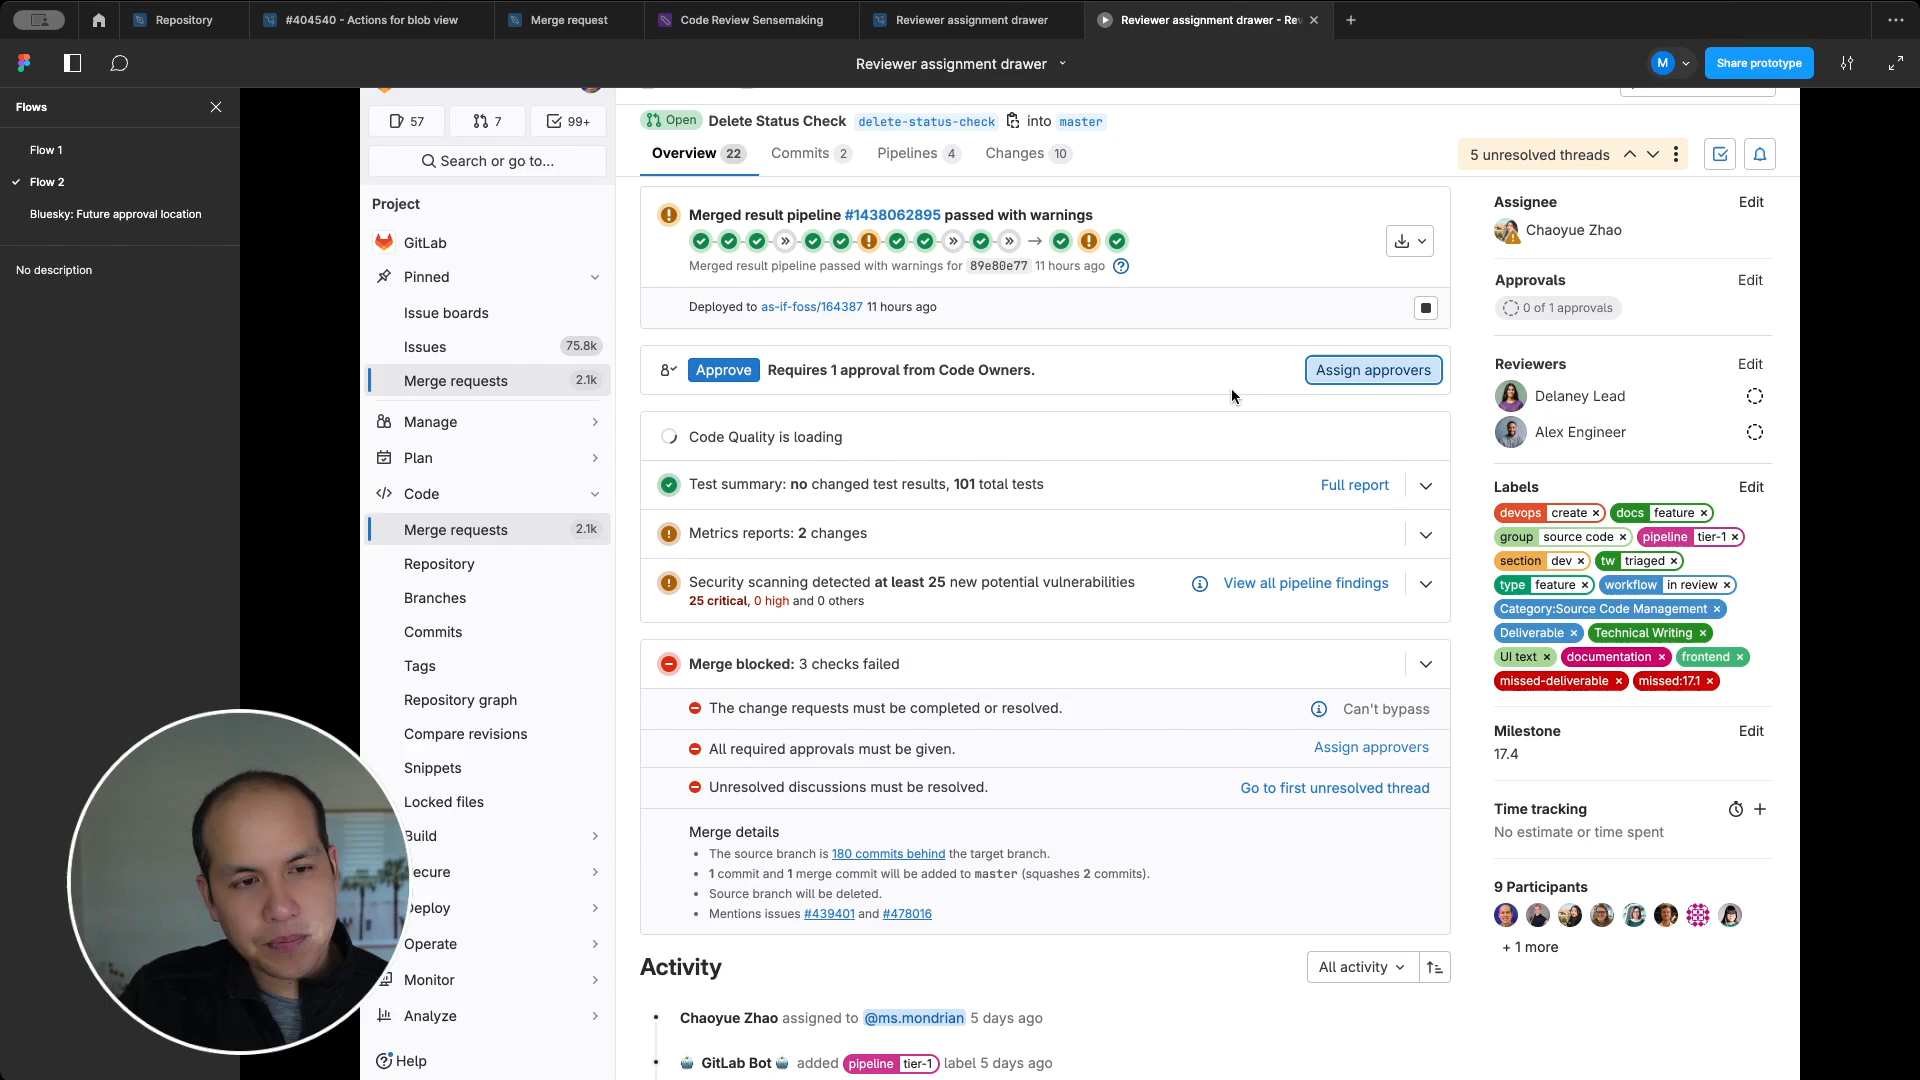 Repository
#404540 - Actions for blob view
Merge request
Code Review Sensemaking
Reviewer assignment drawer
Reviewer assignment drawer - Re
Reviewer assignment drawer
M
Share prototype
Flows
Flow 1
Flow 2
Bluesky: Future approval location
No description
57
7
99+
Search or go to...
Project
GitLab
Pinned
Issue boards
Issues 75.8k
Merge requests 2.1k
Manage
Plan
Code
Merge requests 2.1k
Repository
Branches
Commits
Tags
Repository graph
Compare revisions
Snippets
Locked files
Build
ecure
eploy
Operate
Monitor
Analyze
Help
Open Delete Status Check delete-status-check into master
Overview 22 Commits 2 Pipelines 4 Changes 10
5 unresolved threads
Merged result pipeline #1438062895 passed with warnings
Merged result pipeline passed with warnings for 89e80e77 11 hours ago
Deployed to as-if-foss/164387 11 hours ago
Approve Requires 1 approval from Code Owners. Assign approvers
Code Quality is loading
Test summary: no changed test results, 101 total tests Full report
Metrics reports: 2 changes
Security scanning detected at least 25 new potential vulnerabilities View all pipeline findings
25 critical, 0 high and 0 others
Merge blocked: 3 checks failed
The change requests must be completed or resolved. Can't bypass
All required approvals must be given. Assign approvers
Unresolved discussions must be resolved. Go to first unresolved thread
Merge details
• The source branch is 180 commits behind the target branch.
• 1 commit and 1 merge commit will be added to master (squashes 2 commits).
• Source branch will be deleted.
• Mentions issues #439401 and #478016
Activity
All activity
Chaoyue Zhao assigned to @ms.mondrian 5 days ago
GitLab Bot added pipeline tier-1 label 5 days ago
Assignee Edit
Chaoyue Zhao
Approvals Edit
0 of 1 approvals
Reviewers Edit
Delaney Lead
Alex Engineer
Labels Edit
devops create × docs feature ×
group source code × pipeline tier-1 ×
section dev × tw triaged ×
type feature × workflow in review ×
Category:Source Code Management ×
Deliverable × Technical Writing ×
UI text × documentation × frontend ×
missed-deliverable × missed:17.1 ×
Milestone Edit
17.4
Time tracking
No estimate or time spent
9 Participants
+ 1 more